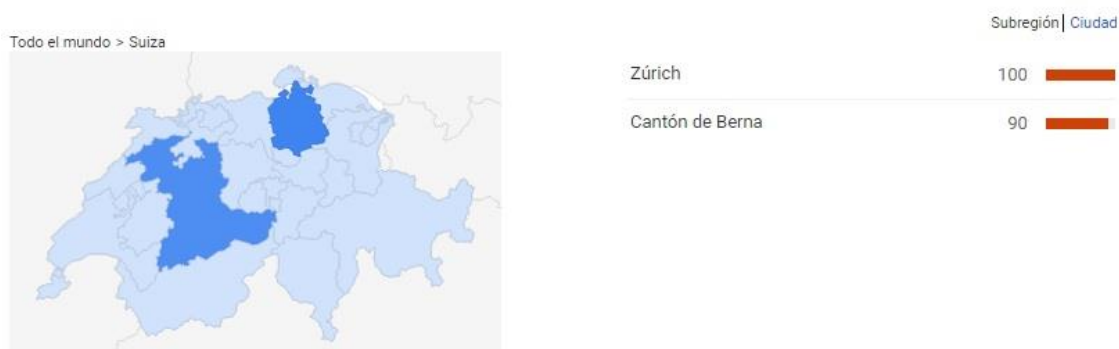 Subregión| Ciudad
Todo el mundo > Suiza
Zúrich 100
Cantón de Berna 90